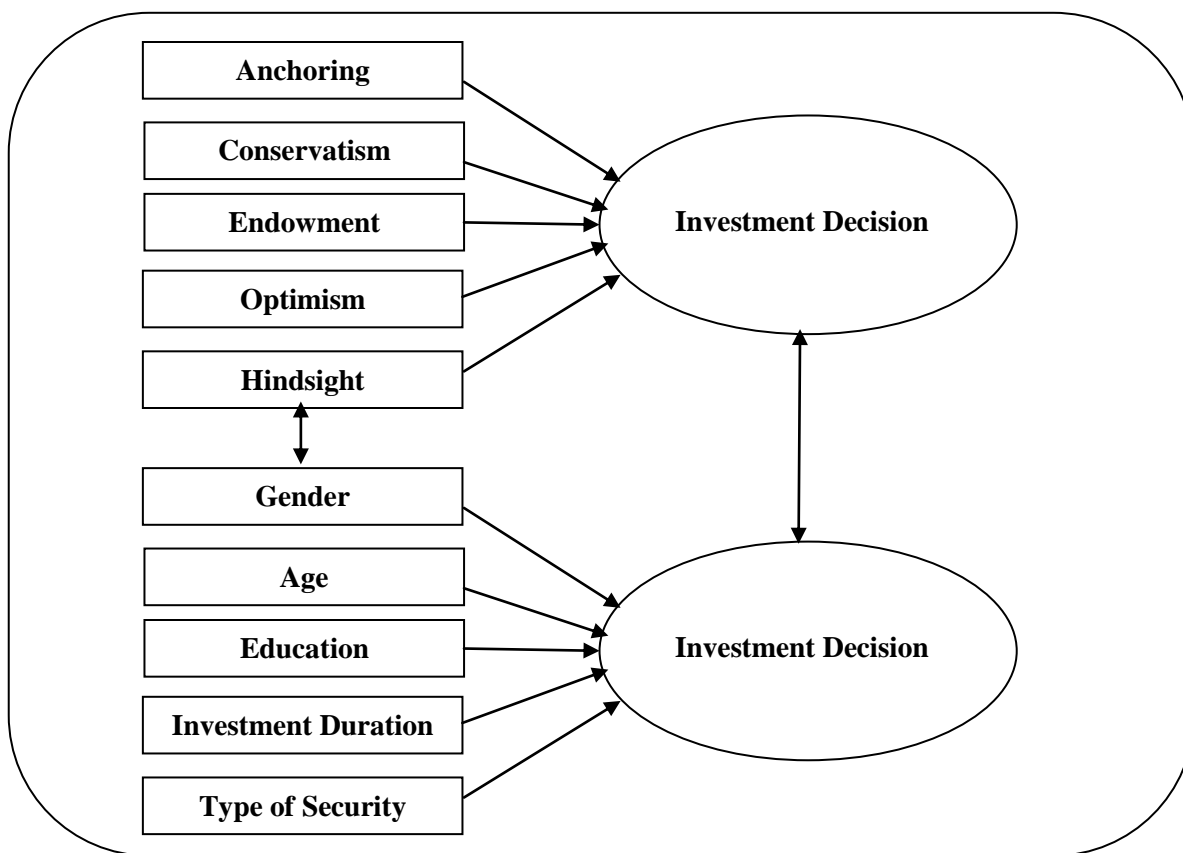 Anchoring
Conservatism
Endowment
Optimism
Hindsight
Investment Decision
Gender
Age
Education
Investment Duration
Type of Security
Investment Decision